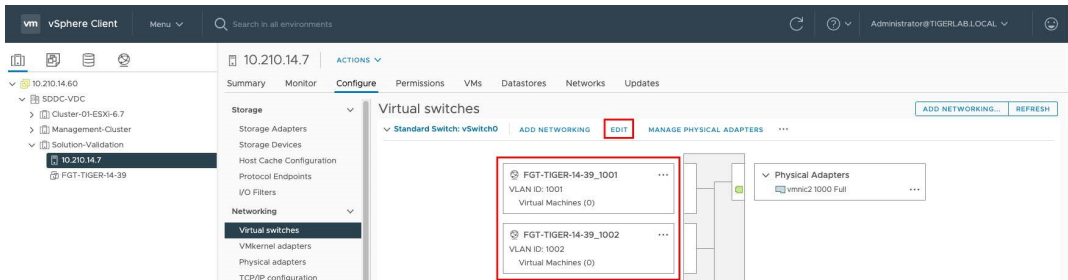 vm vSphere Client Menu Search in all environments Administrator@TIGERLAB.LOCAL
10.210.14.7 ACTIONS
Summary Monitor Configure Permissions VMs Datastores Networks Updates
10.210.14.60
SDDC-VDC
Cluster-01-ESXi-6.7
Management-Cluster
Solution-Validation
10.210.14.7
FGT-TIGER-14-39
Storage
Storage Adapters
Storage Devices
Host Cache Configuration
Protocol Endpoints
I/O Filters
Networking
Virtual switches
VMkernel adapters
Physical adapters
TCP/IP configuration
Virtual switches
ADD NETWORKING... REFRESH
Standard Switch: vSwitch0 ADD NETWORKING EDIT MANAGE PHYSICAL ADAPTERS ...
FGT-TIGER-14-39_1001 ...
VLAN ID: 1001
Virtual Machines (0)
FGT-TIGER-14-39_1002 ...
VLAN ID: 1002
Virtual Machines (0)
Physical Adapters
vmnic2 1000 Full ...